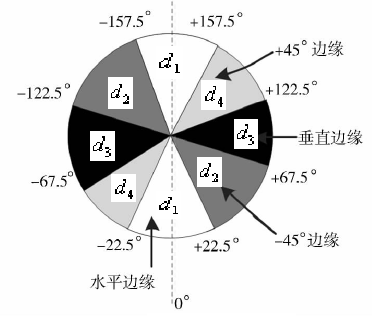 -157.5° +157.5°
d₁
+45° 边缘
-122.5° d₂ d₄ +122.5°
d₃ d₃ 垂直边缘
-67.5° d₄ d₂ +67.5°
d₁
-22.5° +22.5° -45°边缘
水平边缘
0°